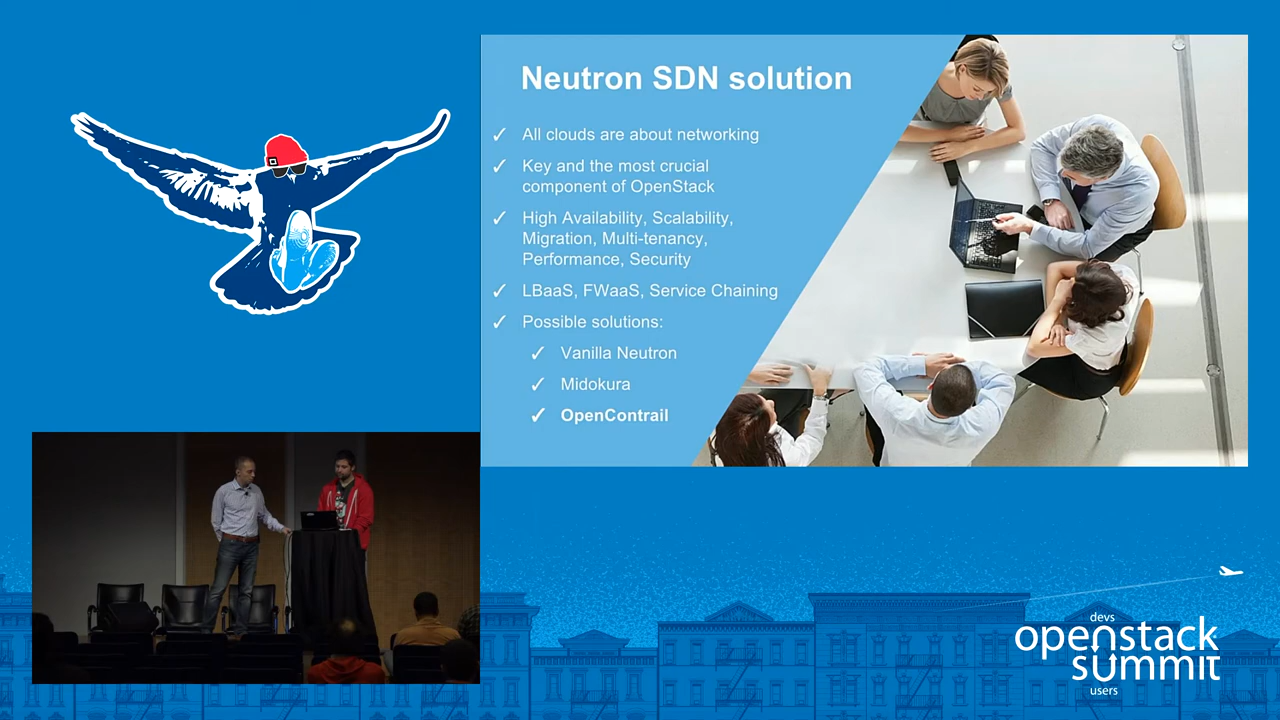 Neutron SDN solution
✓ All clouds are about networking
✓ Key and the most crucial
component of OpenStack
✓ High Availability, Scalability,
Migration, Multi-tenancy,
Performance, Security
✓ LBaaS, FWaaS, Service Chaining
✓ Possible solutions:
✓ Vanilla Neutron
✓ Midokura
✓ OpenContrail
devs
openstack
summit
users